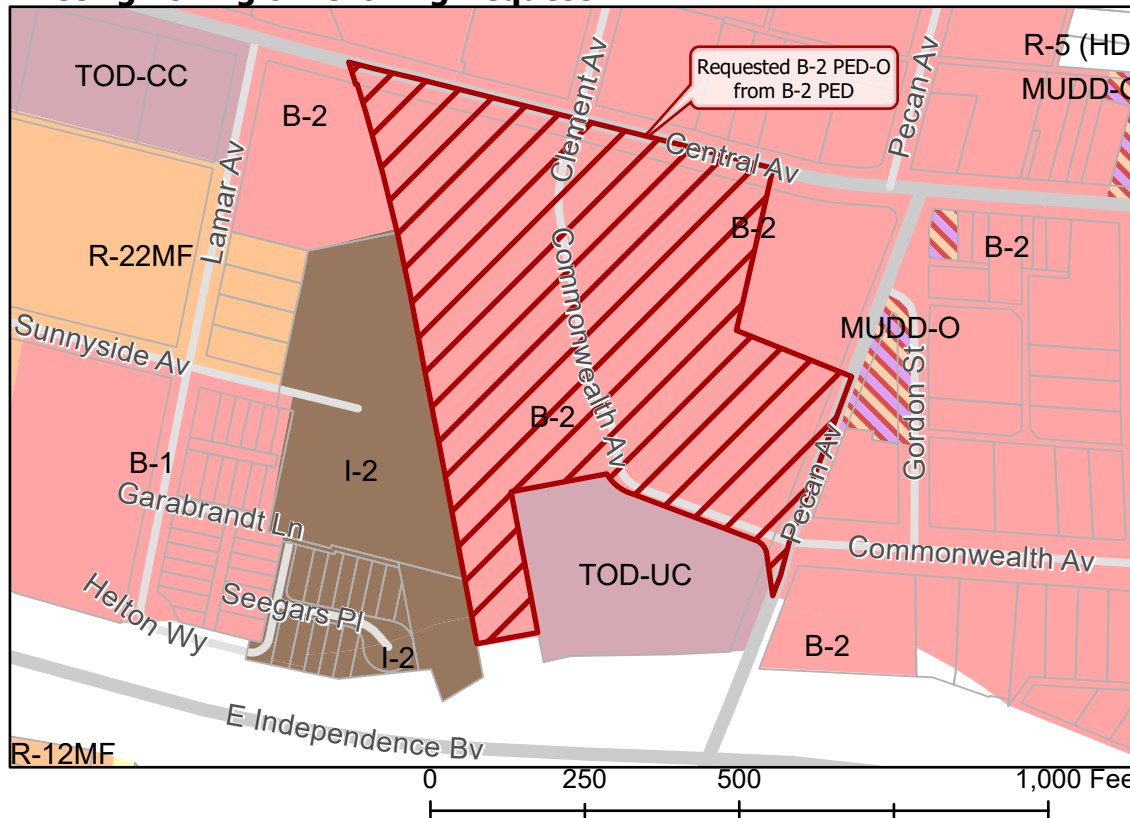 TOD-CC
B-2
Clement Av
Requested B-2 PED-O
from B-2 PED
Pecan Av
R-5 (HD
MUDD-O
Central Av
Lamar Av
R-22MF
B-2
B-2
Commonwealth Av
MUDD-O
Gordon St
Sunnyside Av
B-2
B-1
I-2
Garabrandt Ln
Pecan Av
Commonwealth Av
TOD-UC
Seegars Pl
Helton Wy
I-2
B-2
E Independence Bv
R-12MF
0 250 500 1,000 Fee